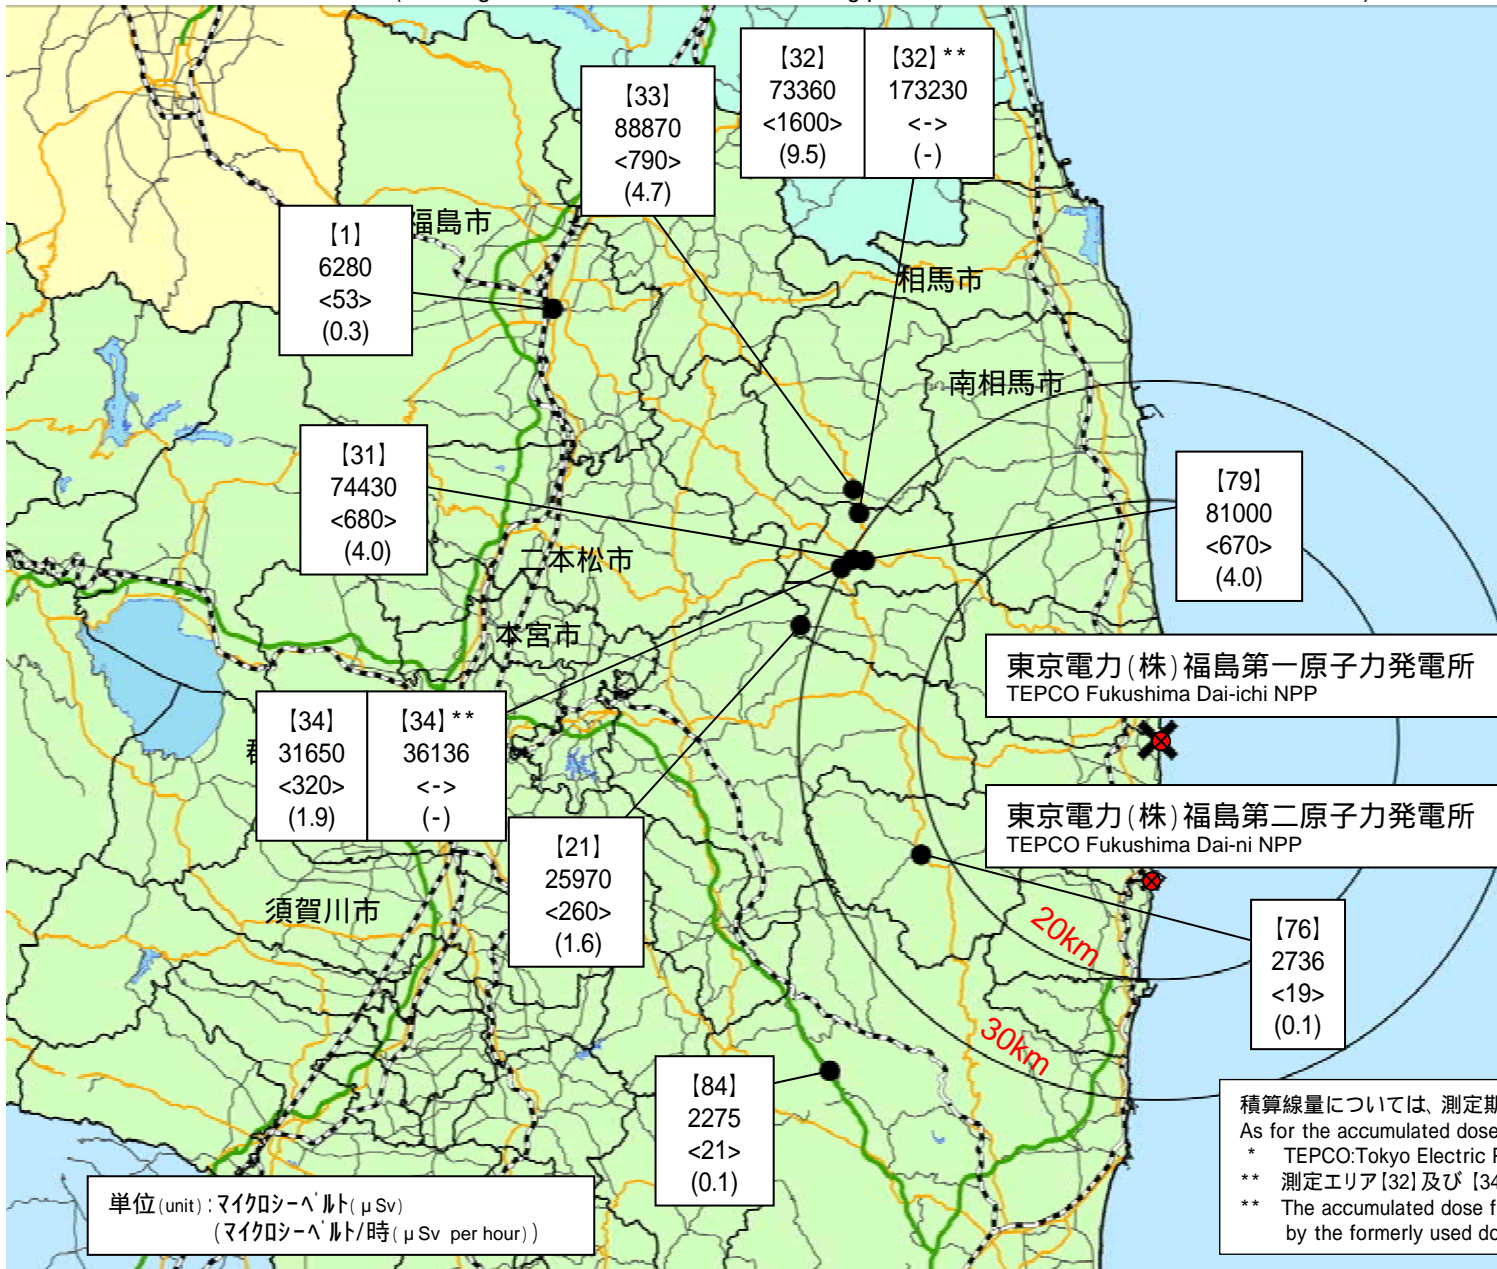 【32】
73360
<1600>
(9.5)
【32】**
173230
<->
(-)
【33】
88870
<790>
(4.7)
【1】
6280
<53>
(0.3)
福島市
相馬市
南相馬市
【31】
74430
<680>
(4.0)
【79】
81000
<670>
(4.0)
二本松市
本宮市
東京電力(株)福島第一原子力発電所
TEPCO Fukushima Dai-ichi NPP
【34】
31650
<320>
(1.9)
【34】**
36136
<->
(-)
東京電力(株)福島第二原子力発電所
TEPCO Fukushima Dai-ni NPP
【21】
25970
<260>
(1.6)
須賀川市
20km
【76】
2736
<19>
(0.1)
30km
【84】
2275
<21>
(0.1)
単位(unit):マイクロシーベルト(μSv)
(マイクロシーベルト/時(μSv per hour))
積算線量については、測定期
As for the accumulated dose
* TEPCO:Tokyo Electric
** 測定エリア【32】及び【34
** The accumulated dose
by the formerly used